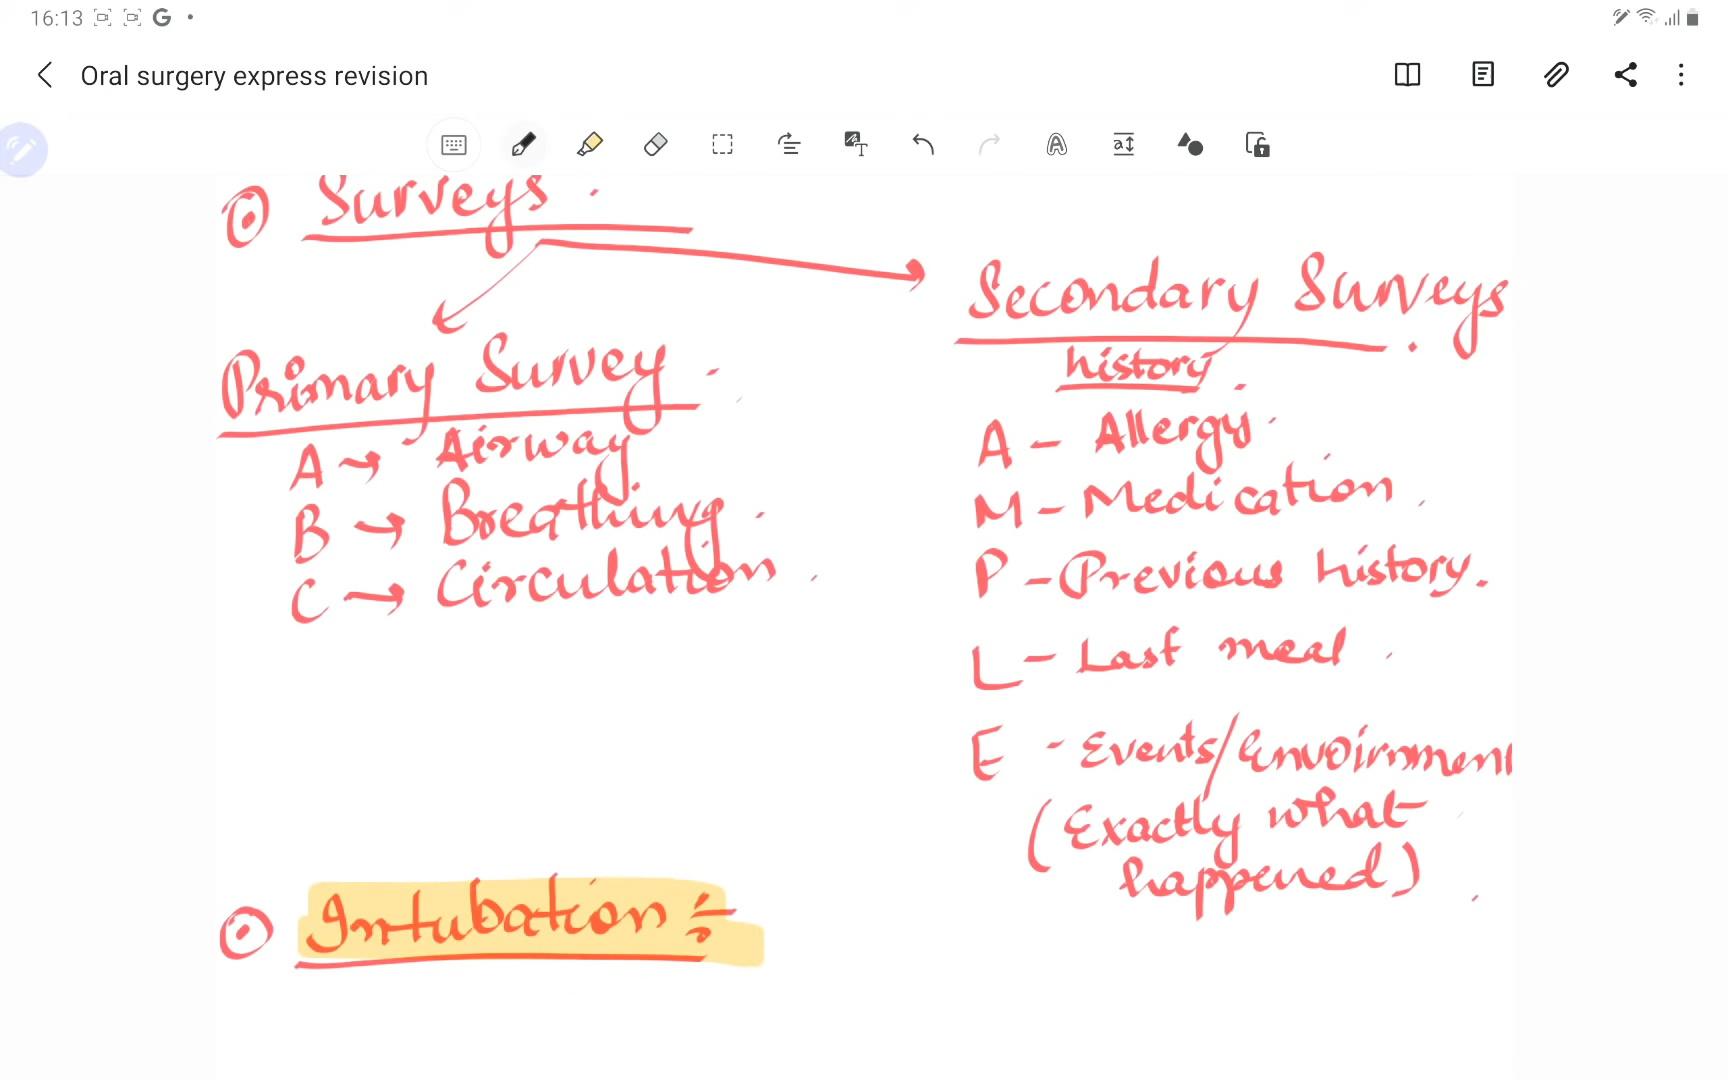 16:13 G
Oral surgery express revision
Surveys.
Primary Survey.
A → Airway
B → Breathing.
C → Circulation.
Secondary Surveys.
history.
A - Allergy.
M - Medication.
P - Previous history.
L - Last meal.
E - Events/Envoirnment
(Exactly what
happened).
Intubation :-